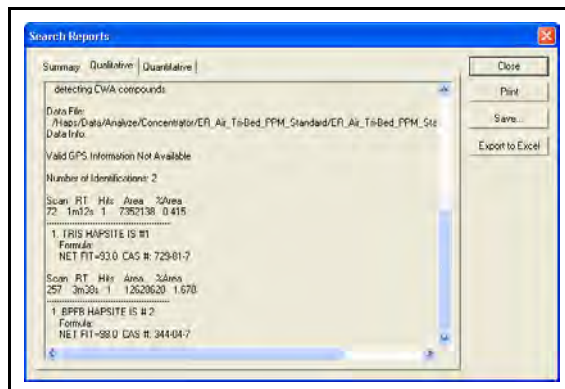 Search Reports
Summary Qualitative Quantitative
detecting CWA compounds
Data File:
/Haps/Data/Analyze/Concentrator/ER_Air_Tri-Bed_PPM_Standard/ER_Air_Tri-Bed_PPM_Sta
Data Info:
Valid GPS Information Not Available
Number of Identifications: 2
Scan RT Hits Area %Area
72 1m12s 1 7352138 0.415
1 TRIS HAPSITE IS #1
Formula:
NET FIT=93.0 CAS #: 729-81-7
Scan RT Hits Area %Area
257 3m38s 1 12620620 1.678
1 BPFB HAPSITE IS # 2
Formula:
NET FIT=98.0 CAS #: 344-04-7
Close
Print
Save...
Export to Excel